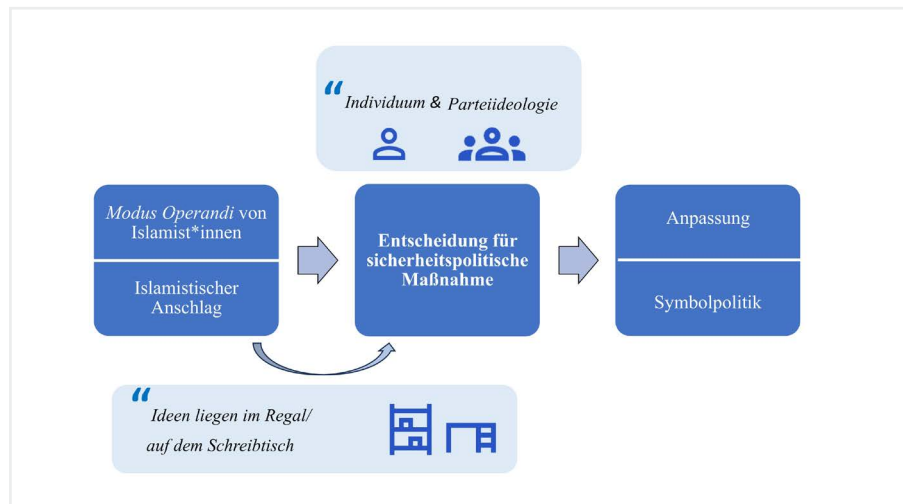 “Individuum & Parteiideologie
Modus Operandi von
Islamist*innen
Islamistischer
Anschlag
Entscheidung für
sicherheitspolitische
Maßnahme
Anpassung
Symbolpolitik
“Ideen liegen im Regal/
auf dem Schreibtisch